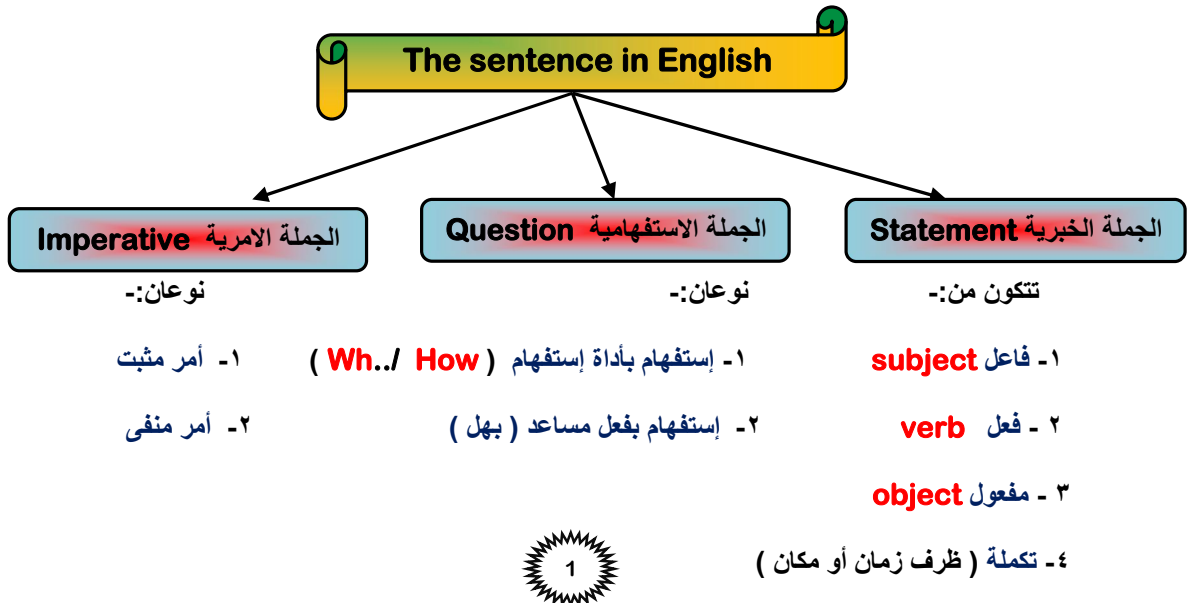 The sentence in English
الجملة الخبرية Statement
الجملة الاستفهامية Question
الجملة الامرية Imperative
تتكون من:-
١- فاعل subject
٢ - فعل verb
٣ - مفعول object
٤- تكملة ( ظرف زمان أو مكان )
نوعان:-
١- إستفهام بأداة إستفهام ( Wh../ How )
٢- إستفهام بفعل مساعد ( بهل )
نوعان:-
١- أمر مثبت
٢- أمر منفى
1